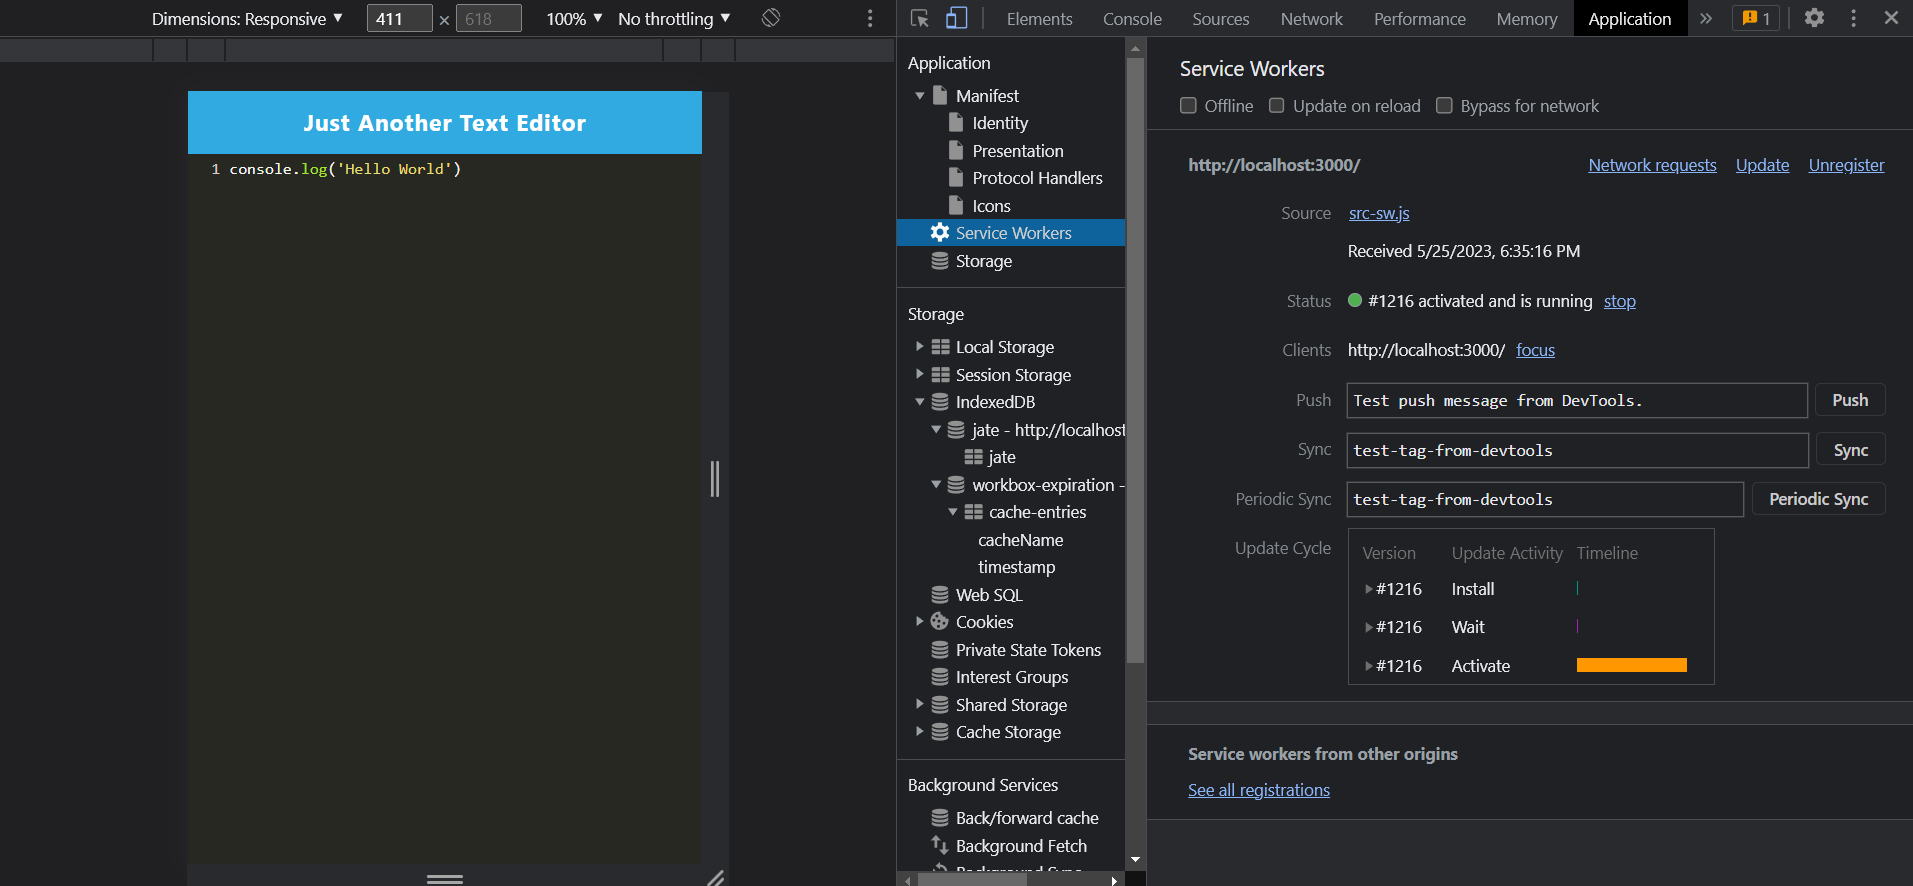 Dimensions: Responsive ▼ 411 × 618 100% ▼ No throttling ▼
Elements Console Sources Network Performance Memory Application » 1
Just Another Text Editor
1 console.log('Hello World')
Application
Manifest
Identity
Presentation
Protocol Handlers
Icons
Service Workers
Storage
Storage
Local Storage
Session Storage
IndexedDB
jate - http://localhost
jate
workbox-expiration -
cache-entries
cacheName
timestamp
Web SQL
Cookies
Private State Tokens
Interest Groups
Shared Storage
Cache Storage
Background Services
Back/forward cache
Background Fetch
Background Sync
Service Workers
Offline Update on reload Bypass for network
http://localhost:3000/ Network requests Update Unregister
Source src-sw.js
Received 5/25/2023, 6:35:16 PM
Status #1216 activated and is running stop
Clients http://localhost:3000/ focus
Push Test push message from DevTools. Push
Sync test-tag-from-devtools Sync
Periodic Sync test-tag-from-devtools Periodic Sync
Update Cycle Version Update Activity Timeline
#1216 Install
#1216 Wait
#1216 Activate
Service workers from other origins
See all registrations